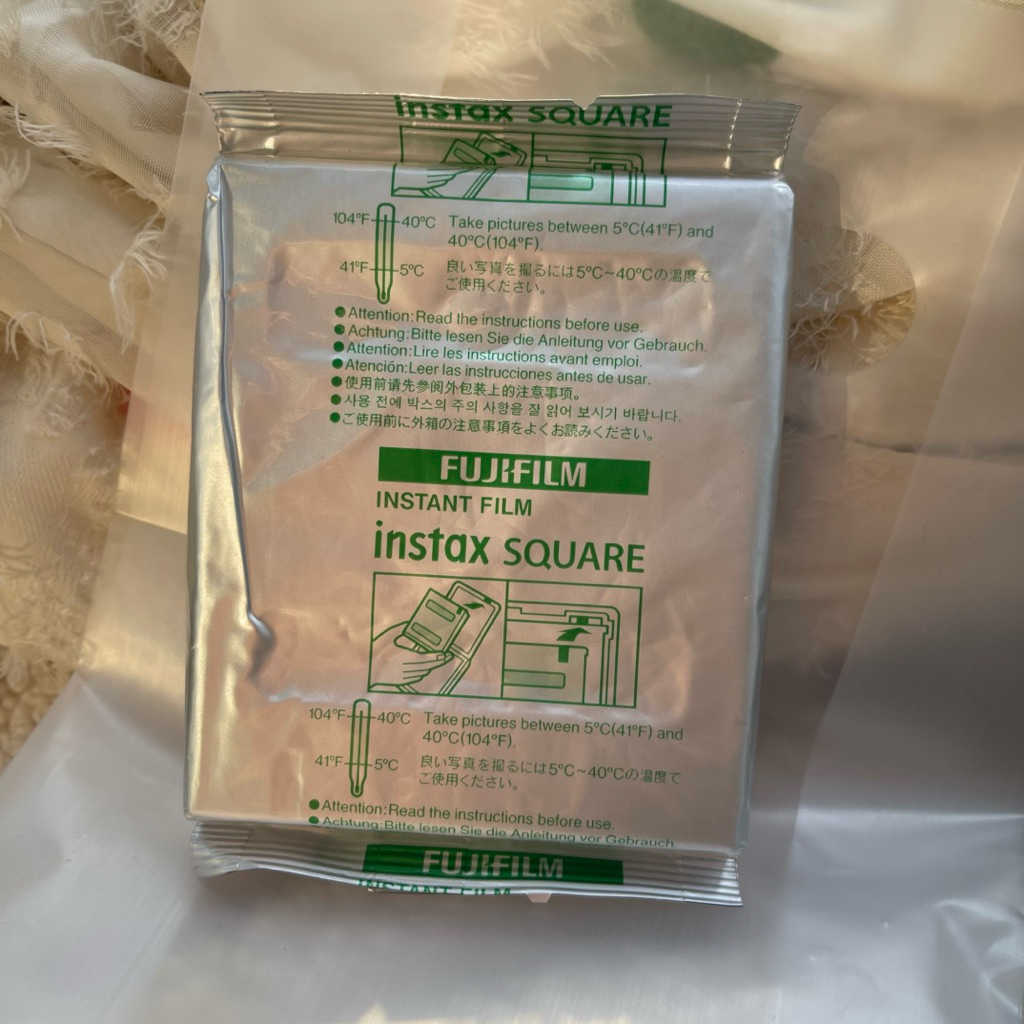 instax SQUARE
104°F 40°C Take pictures between 5°C(41°F) and
40°C(104°F).
41°F 5°C 良い写真を撮るには5°C~40°Cの温度で
ご使用ください。
●Attention:Read the instructions before use.
●Achtung:Bitte lesen Sie die Anleitung vor Gebrauch.
●Attention:Lire les instructions avant emploi.
●Atención:Leer las instrucciones antes de usar.
●使用前请先参阅外包装上的注意事项。
●사용 전에 박스의 주의 사항을 잘 읽어 보시기 바랍니다.
●ご使用前に外箱の注意事項をよくお読みください。
FUJIFILM
INSTANT FILM
instax SQUARE
104°F 40°C Take pictures between 5°C(41°F) and
40°C(104°F).
41°F 5°C 良い写真を撮るには5°C~40°Cの温度で
ご使用ください。
●Attention:Read the instructions before use.
●Achtung:Bitte lesen Sie die Anleitung vor Gebrauch.
FUJIFILM
INSTANT FILM